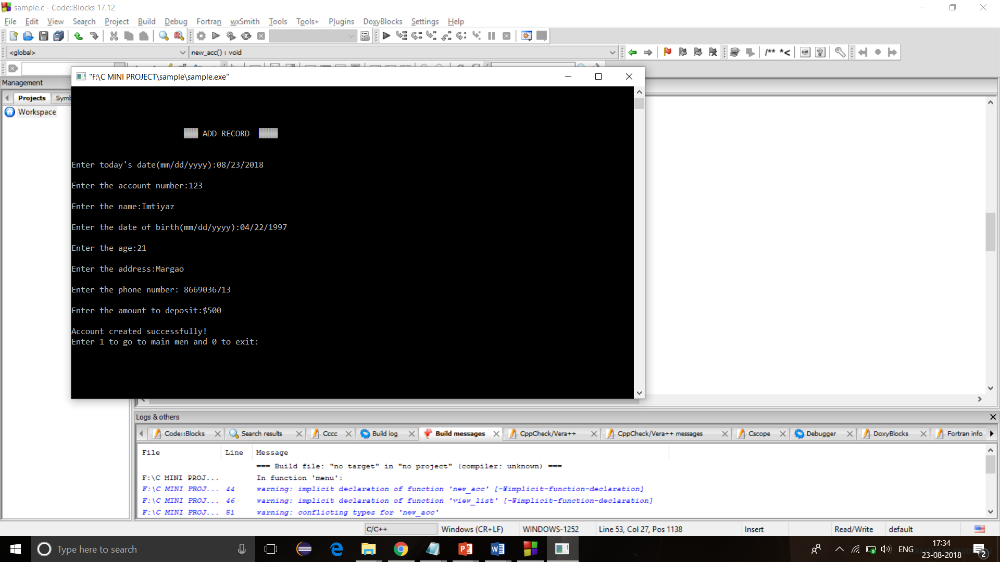 sample.c - Code::Blocks 17.12
File Edit View Search Project Build Debug Fortran wxSmith Tools Tools+ Plugins DoxyBlocks Settings Help
<global> new_acc() : void
/** *<
Management
Projects Symb
Workspace
"F:\C MINI PROJECT\sample\sample.exe"
ADD RECORD
Enter today's date(mm/dd/yyyy):08/23/2018
Enter the account number:123
Enter the name:Imtiyaz
Enter the date of birth(mm/dd/yyyy):04/22/1997
Enter the age:21
Enter the address:Margao
Enter the phone number: 8669036713
Enter the amount to deposit:$500
Account created successfully!
Enter 1 to go to main men and 0 to exit:
Logs & others
Code::Blocks Search results Cccc Build log Build messages CppCheck/Vera++ CppCheck/Vera++ messages Cscope Debugger DoxyBlocks Fortran info
File Line Message
=== Build file: "no target" in "no project" (compiler: unknown) ===
F:\C MINI PROJ... In function 'menu':
F:\C MINI PROJ... 44 warning: implicit declaration of function 'new_acc' [-Wimplicit-function-declaration]
F:\C MINI PROJ... 46 warning: implicit declaration of function 'view_list' [-Wimplicit-function-declaration]
F:\C MINI PROJ... 51 warning: conflicting types for 'new_acc'
C/C++ Windows (CR+LF) WINDOWS-1252 Line 53, Col 27, Pos 1138 Insert Read/Write default
Type here to search
ENG
17:34
23-08-2018
2